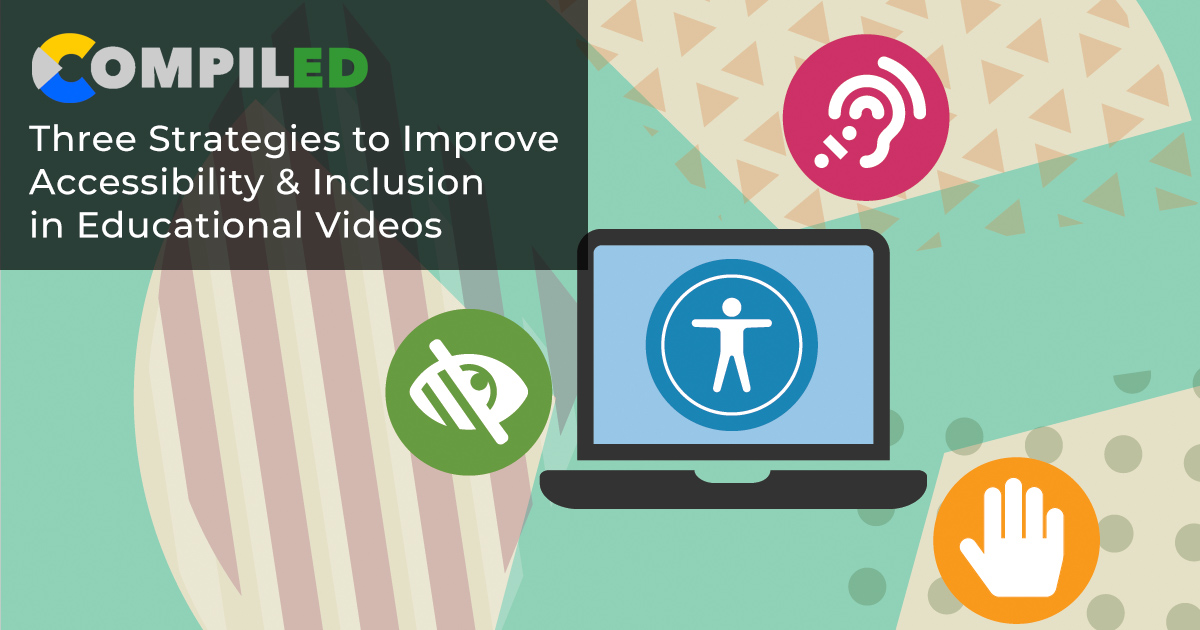 COMPILED
Three Strategies to Improve
Accessibility & Inclusion
in Educational Videos